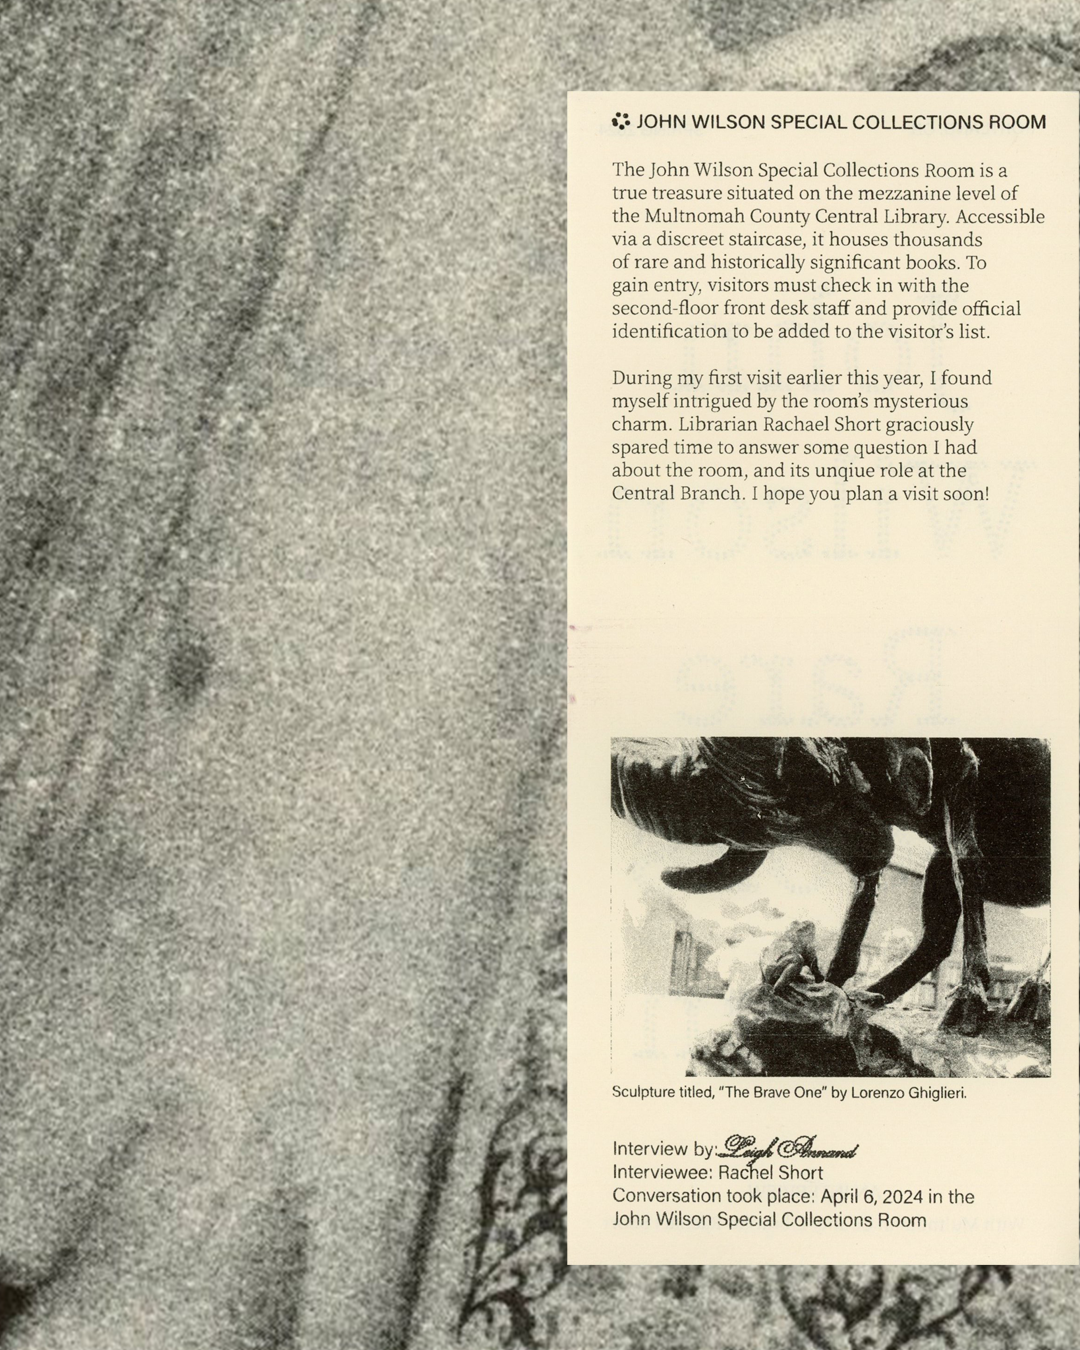 JOHN WILSON SPECIAL COLLECTIONS ROOM
The John Wilson Special Collections Room is a
true treasure situated on the mezzanine level of
the Multnomah County Central Library. Accessible
via a discreet staircase, it houses thousands
of rare and historically significant books. To
gain entry, visitors must check in with the
second-floor front desk staff and provide official
identification to be added to the visitor's list.
During my first visit earlier this year, I found
myself intrigued by the room's mysterious
charm. Librarian Rachael Short graciously
spared time to answer some question I had
about the room, and its unqiue role at the
Central Branch. I hope you plan a visit soon!
Sculpture titled, "The Brave One" by Lorenzo Ghiglieri.
Interview by: Leigh Annand
Interviewee: Rachel Short
Conversation took place: April 6, 2024 in the
John Wilson Special Collections Room